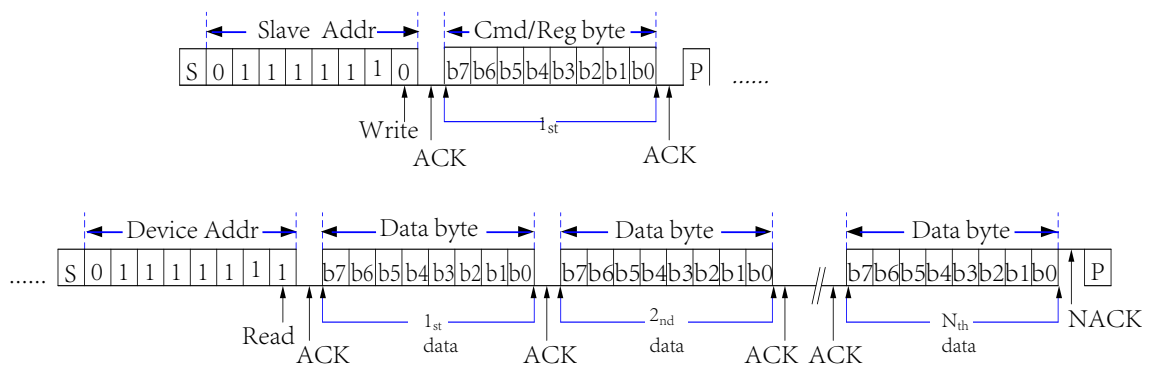 Slave Addr Cmd/Reg byte
S 0 1 1 1 1 1 1 0 b7 b6 b5 b4 b3 b2 b1 b0 P ......
Write 1st
ACK ACK
Device Addr Data byte Data byte Data byte
...... S 0 1 1 1 1 1 1 1 b7 b6 b5 b4 b3 b2 b1 b0 b7 b6 b5 b4 b3 b2 b1 b0 // b7 b6 b5 b4 b3 b2 b1 b0 P
Read 1st 2nd Nth NACK
data data data
ACK ACK ACK ACK